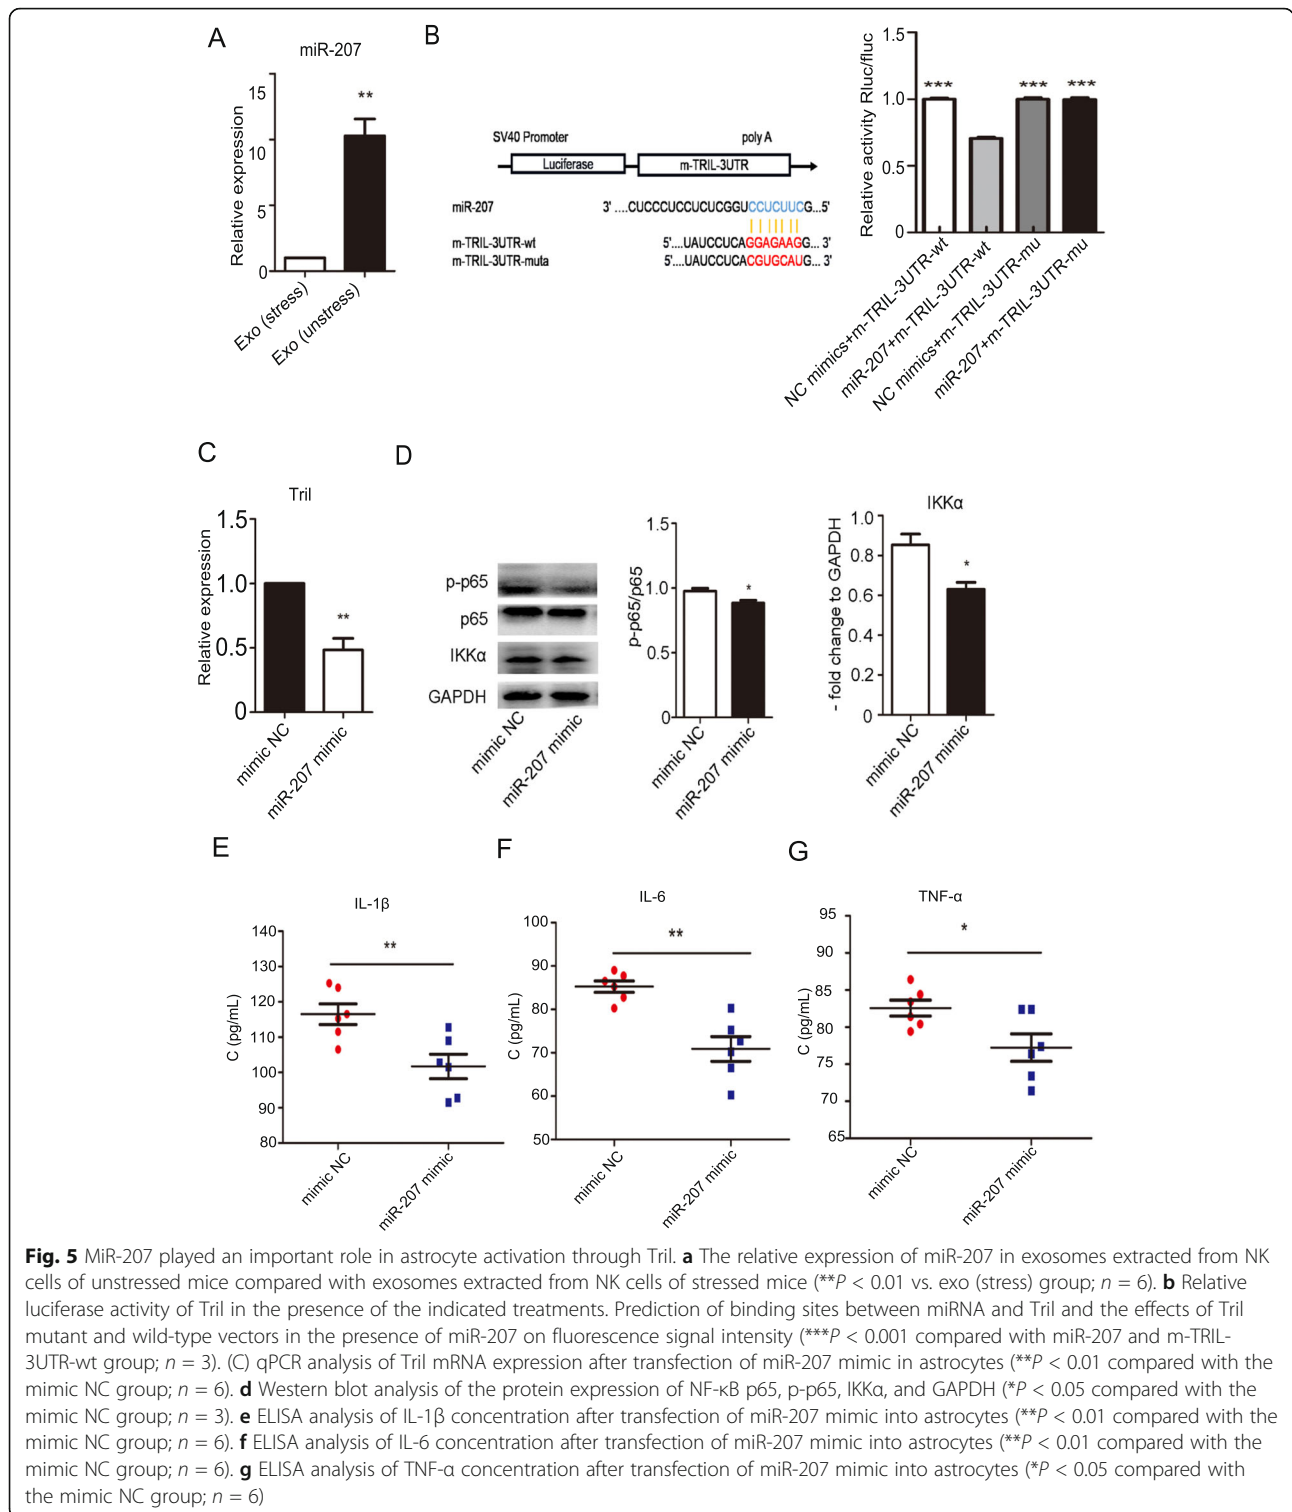 A
miR-207
Relative expression
15
**
10
5
0
Exo (stress)
Exo (unstress)
B
SV40 Promoter
poly A
Luciferase
m-TRIL-3UTR
miR-207
3' ....CUCCCUCCUCUCGGUCCUCUUCG...5'
m-TRIL-3UTR-wt
5'....UAUCCUCAGGAGAAGG... 3'
m-TRIL-3UTR-muta
5'....UAUCCUCACGUGCAUG... 3'
Relative activity Rluc/fluc
1.5
***
***
***
1.0
0.5
0
NC mimics+m-TRIL-3UTR-wt
miR-207+m-TRIL-3UTR-wt
NC mimics+m-TRIL-3UTR-mu
miR-207+m-TRIL-3UTR-mu
C
Tril
Relative expression
1.5
1.0
**
0.5
0
mimic NC
miR-207 mimic
D
p-p65
p65
IKKα
GAPDH
mimic NC
miR-207 mimic
p-p65/p65
1.5
1.0
*
0.5
0
mimic NC
miR-207 mimic
IKKα
- fold change to GAPDH
1.0
0.8
*
0.6
0.4
0.2
0
mimic NC
miR-207 mimic
E
IL-1β
C (pg/mL)
140
**
130
120
110
100
90
80
mimic NC
miR-207 mimic
F
IL-6
C (pg/mL)
100
**
90
80
70
60
50
mimic NC
miR-207 mimic
G
TNF-α
C (pg/mL)
95
*
90
85
80
75
70
65
mimic NC
miR-207 mimic
Fig. 5 MiR-207 played an important role in astrocyte activation through Tril. a The relative expression of miR-207 in exosomes extracted from NK
cells of unstressed mice compared with exosomes extracted from NK cells of stressed mice (**P < 0.01 vs. exo (stress) group; n = 6). b Relative
luciferase activity of Tril in the presence of the indicated treatments. Prediction of binding sites between miRNA and Tril and the effects of Tril
mutant and wild-type vectors in the presence of miR-207 on fluorescence signal intensity (***P < 0.001 compared with miR-207 and m-TRIL-
3UTR-wt group; n = 3). (C) qPCR analysis of Tril mRNA expression after transfection of miR-207 mimic in astrocytes (**P < 0.01 compared with the
mimic NC group; n = 6). d Western blot analysis of the protein expression of NF-κB p65, p-p65, IKKα, and GAPDH (*P < 0.05 compared with the
mimic NC group; n = 3). e ELISA analysis of IL-1β concentration after transfection of miR-207 mimic into astrocytes (**P < 0.01 compared with the
mimic NC group; n = 6). f ELISA analysis of IL-6 concentration after transfection of miR-207 mimic into astrocytes (**P < 0.01 compared with the
mimic NC group; n = 6). g ELISA analysis of TNF-α concentration after transfection of miR-207 mimic into astrocytes (*P < 0.05 compared with
the mimic NC group; n = 6)